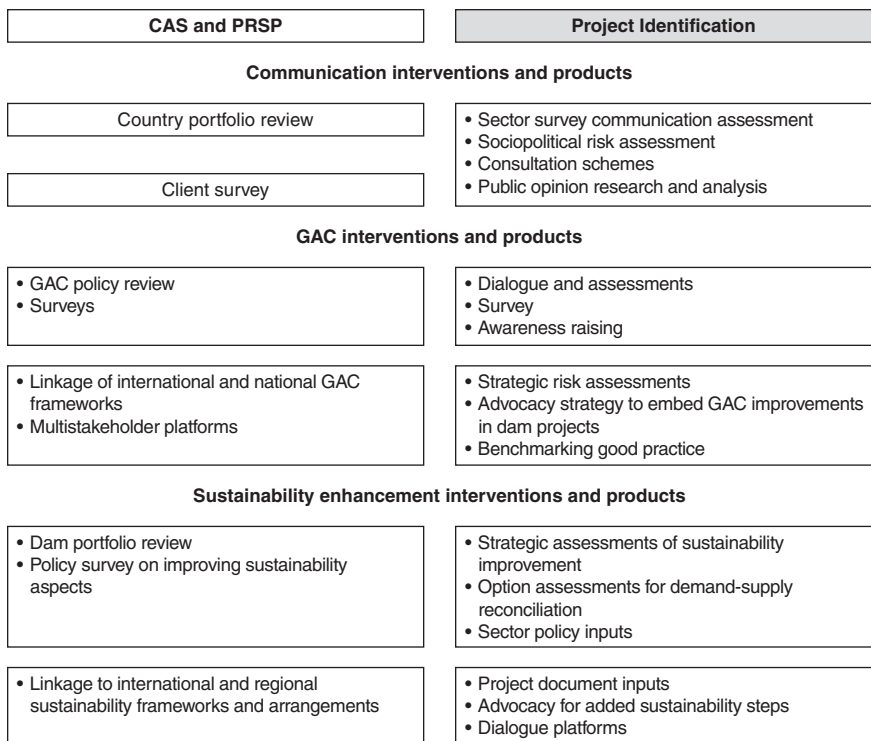 CAS and PRSP
Project Identification
Communication interventions and products
Country portfolio review
Client survey
• Sector survey communication assessment
• Sociopolitical risk assessment
• Consultation schemes
• Public opinion research and analysis
GAC interventions and products
• GAC policy review
• Surveys
• Dialogue and assessments
• Survey
• Awareness raising
• Linkage of international and national GAC
frameworks
• Multistakeholder platforms
• Strategic risk assessments
• Advocacy strategy to embed GAC improvements
in dam projects
• Benchmarking good practice
Sustainability enhancement interventions and products
• Dam portfolio review
• Policy survey on improving sustainability
aspects
• Strategic assessments of sustainability
improvement
• Option assessments for demand-supply
reconciliation
• Sector policy inputs
• Linkage to international and regional
sustainability frameworks and arrangements
• Project document inputs
• Advocacy for added sustainability steps
• Dialogue platforms